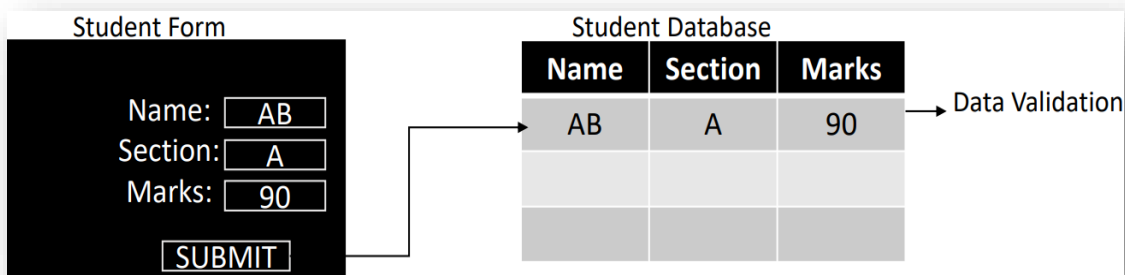 Student Form
Name: AB
Section: A
Marks: 90
SUBMIT
Student Database
Name Section Marks
AB A 90
Data Validation